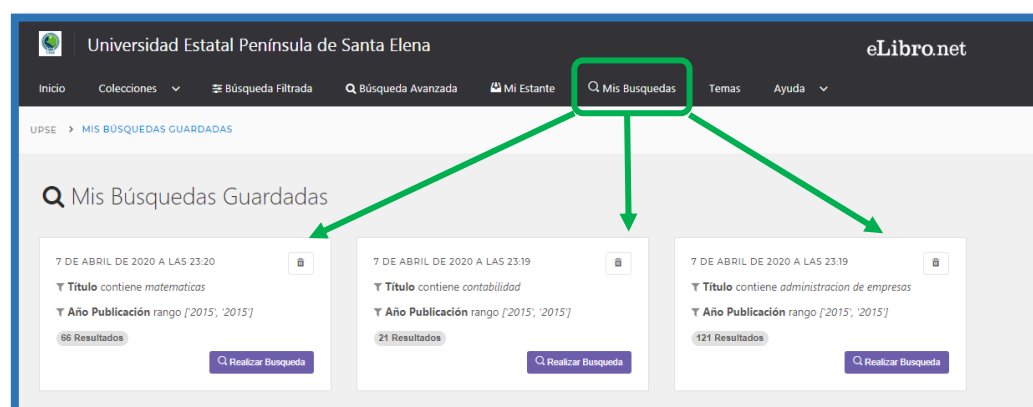 Universidad Estatal Península de Santa Elena
eLibro.net
Inicio Colecciones Búsqueda Filtrada Búsqueda Avanzada Mi Estante Mis Busquedas Temas Ayuda
UPSE > MIS BÚSQUEDAS GUARDADAS
Mis Búsquedas Guardadas
7 DE ABRIL DE 2020 A LAS 23:20
Título contiene matematicas
Año Publicación rango ['2015', '2015']
66 Resultados
Realizar Busqueda
7 DE ABRIL DE 2020 A LAS 23:19
Título contiene contabilidad
Año Publicación rango ['2015', '2015']
21 Resultados
Realizar Busqueda
7 DE ABRIL DE 2020 A LAS 23:19
Título contiene administracion de empresas
Año Publicación rango ['2015', '2015']
121 Resultados
Realizar Busqueda